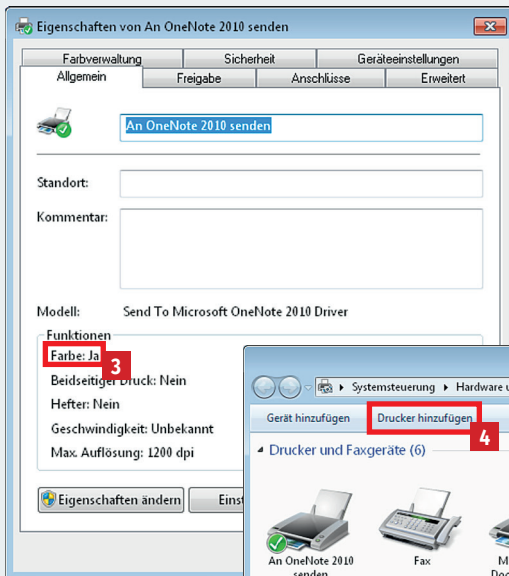 Eigenschaften von An OneNote 2010 senden
Farbverwaltung Sicherheit Geräteeinstellungen
Allgemein Freigabe Anschlüsse Erweitert
An OneNote 2010 senden
Standort:
Kommentar:
Modell: Send To Microsoft OneNote 2010 Driver
Funktionen
Farbe: Ja
3
Beidseitiger Druck: Nein
Hefter: Nein
Geschwindigkeit: Unbekannt
Max. Auflösung: 1200 dpi
Eigenschaften ändern Einst
Systemsteuerung Hardware u
Gerät hinzufügen Drucker hinzufügen
4
Drucker und Faxgeräte (6)
An OneNote 2010 Fax M
senden Doc